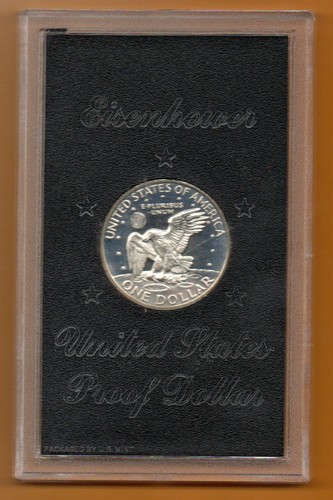 Eisenhower
UNITED STATES OF AMERICA
E·PLURIBUS
UNUM
ONE DOLLAR
United States
Proof Dollar
PACKAGED BY U.S. MINT